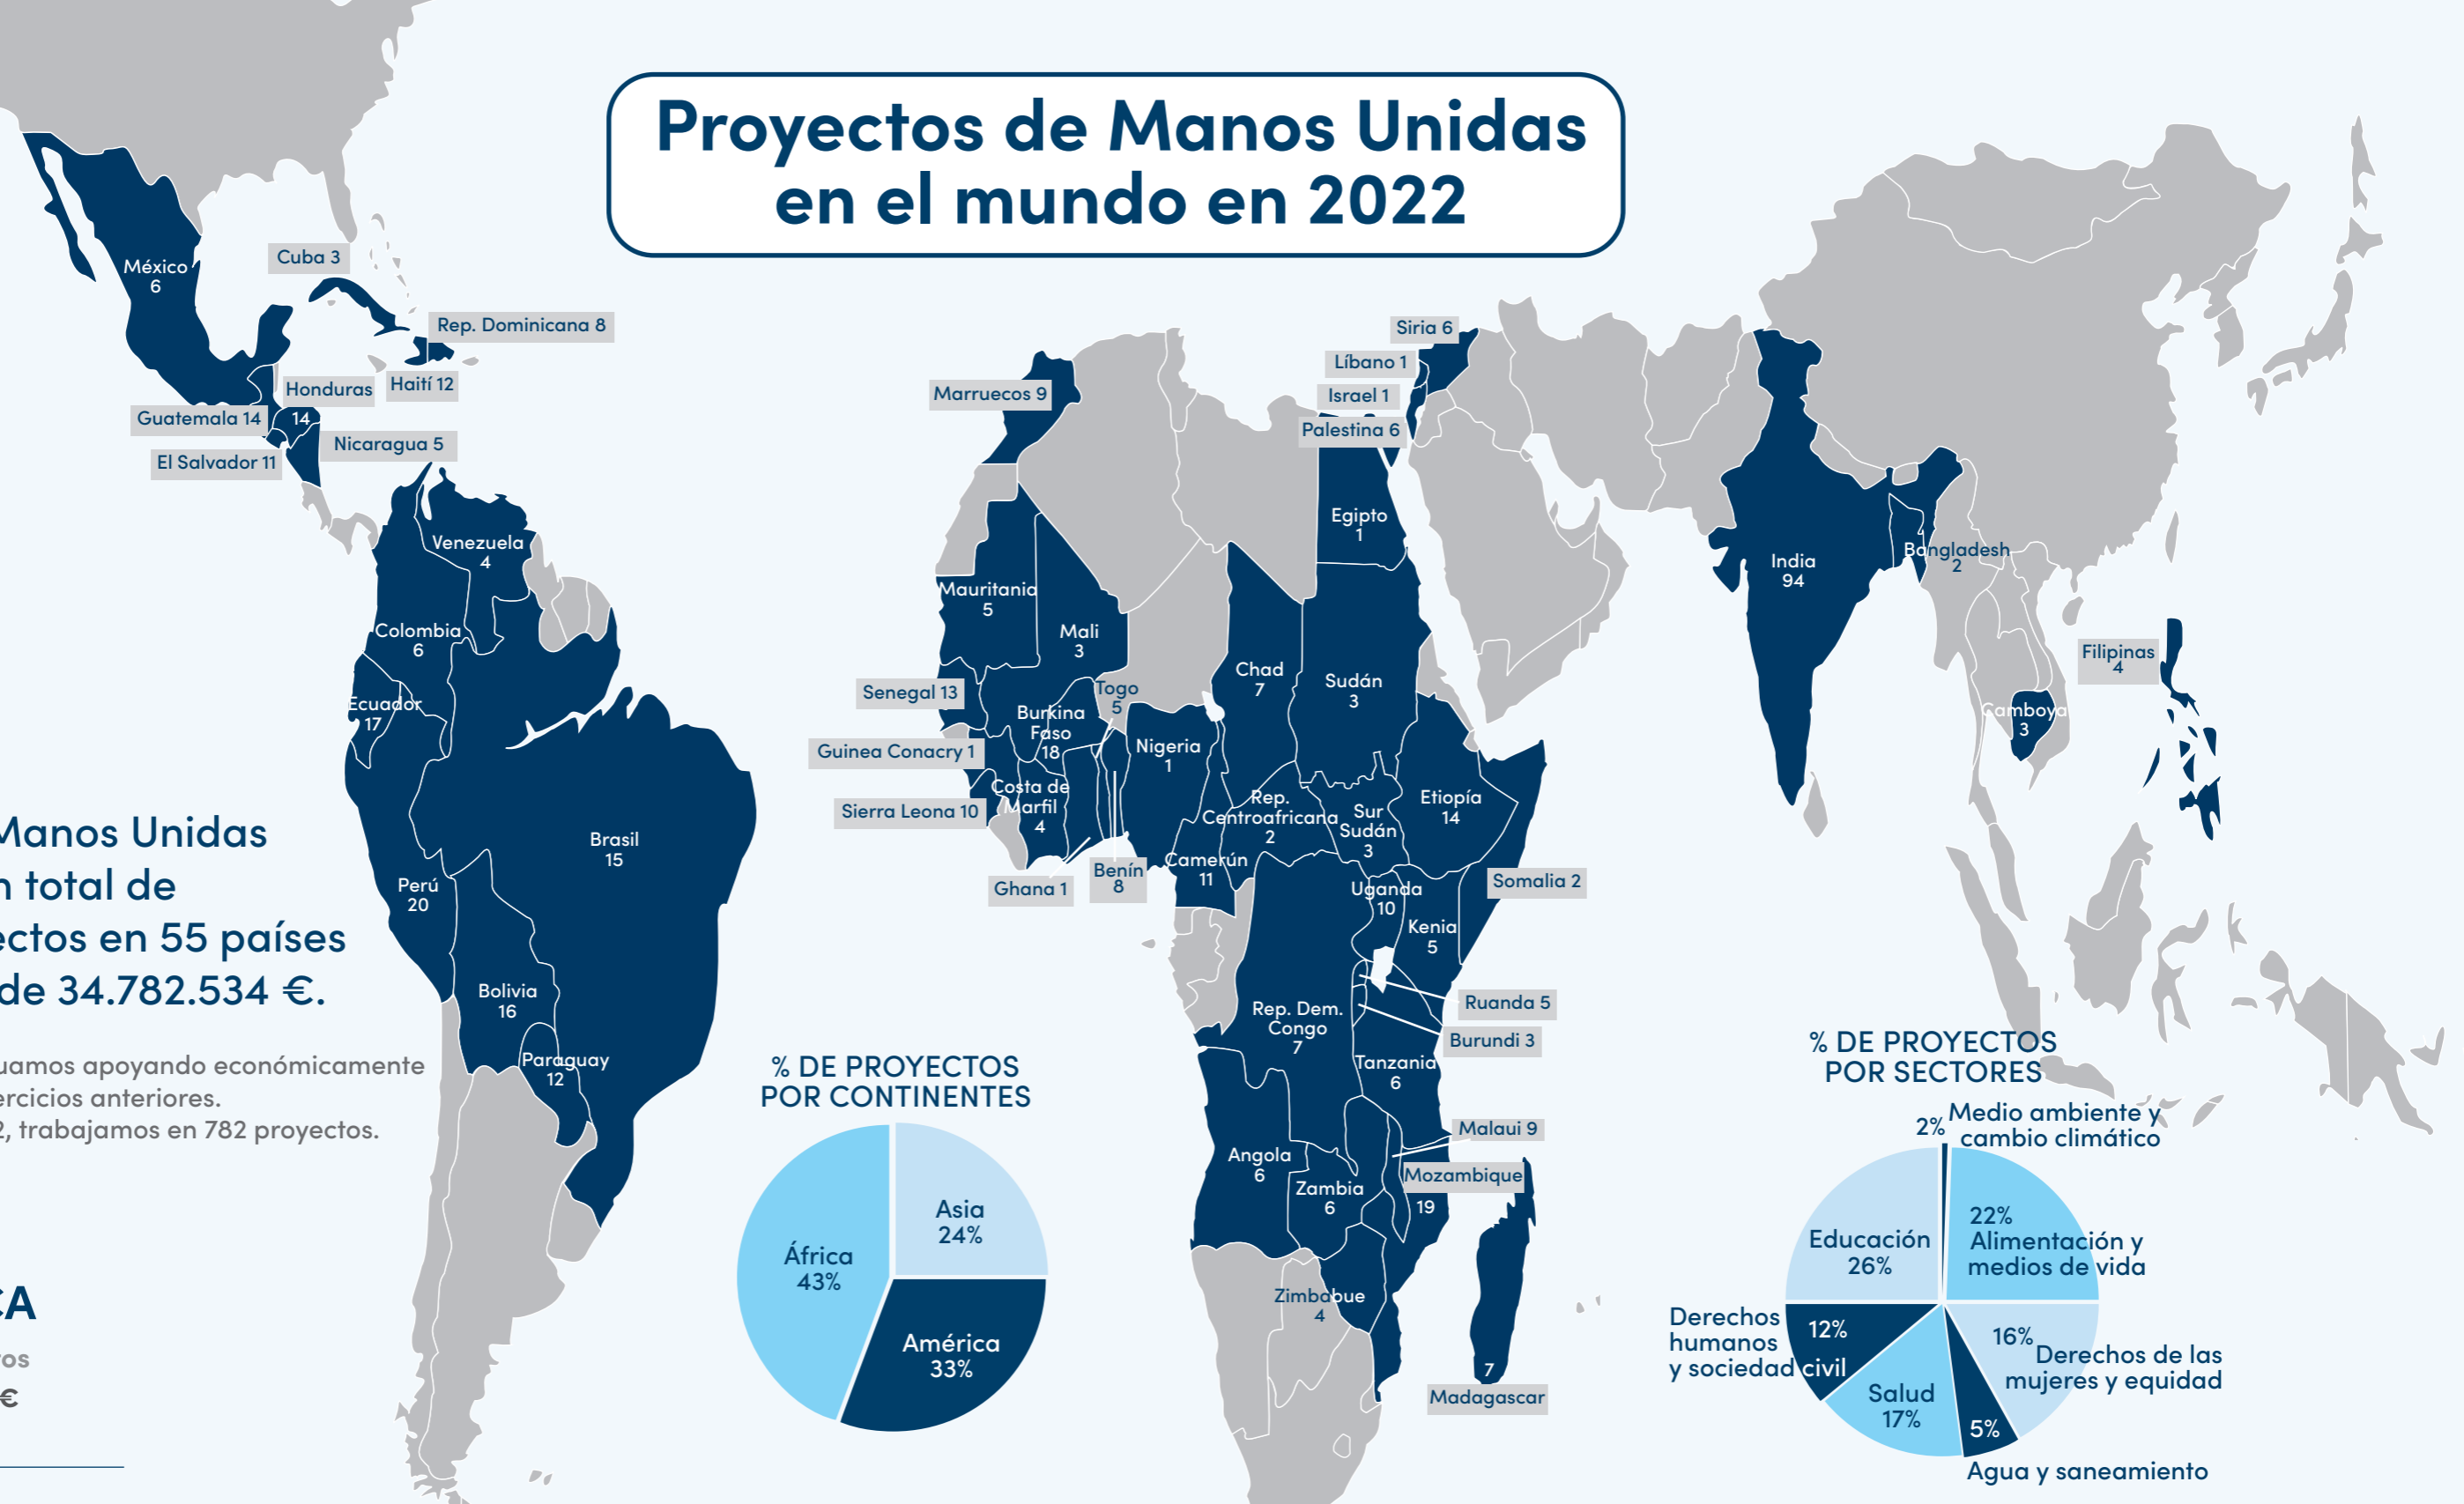 Proyectos de Manos Unidas
en el mundo en 2022
México
6
Cuba 3
Rep. Dominicana 8
Haití 12
Honduras
14
Guatemala 14
Nicaragua 5
El Salvador 11
Venezuela
4
Colombia
6
Ecuador
17
Brasil
15
Perú
20
Bolivia
16
Paraguay
12
Manos Unidas
total de
en 55 países
de 34.782.534 €.
apoyando económicamente
anteriores.
2, trabajamos en 782 proyectos.
CA
€
% DE PROYECTOS
POR CONTINENTES
Asia
24%
África
43%
América
33%
Marruecos 9
Siria 6
Líbano 1
Israel 1
Palestina 6
Egipto
1
Mauritania
5
Mali
3
Chad
7
Sudán
3
Senegal 13
Togo
5
Burkina
Faso
18
Nigeria
1
Guinea Conacry 1
Sierra Leona 10
Costa de
Marfil
4
Rep.
Centroafricana
2
Sur
Sudán
3
Etiopía
14
Ghana 1
Benín
8
Camerún
11
Uganda
10
Somalia 2
Kenia
5
Ruanda 5
Burundi 3
Rep. Dem.
Congo
7
Tanzania
6
Malaui 9
Angola
6
Zambia
6
Mozambique
19
Zimbabue
4
7
Madagascar
India
94
Bangladesh
2
Filipinas
4
Camboya
3
% DE PROYECTOS
POR SECTORES
2% Medio ambiente y
cambio climático
22%
Alimentación y
medios de vida
Educación
26%
Derechos
humanos
y sociedad civil
12%
16%
Derechos de las
mujeres y equidad
Salud
17%
5%
Agua y saneamiento